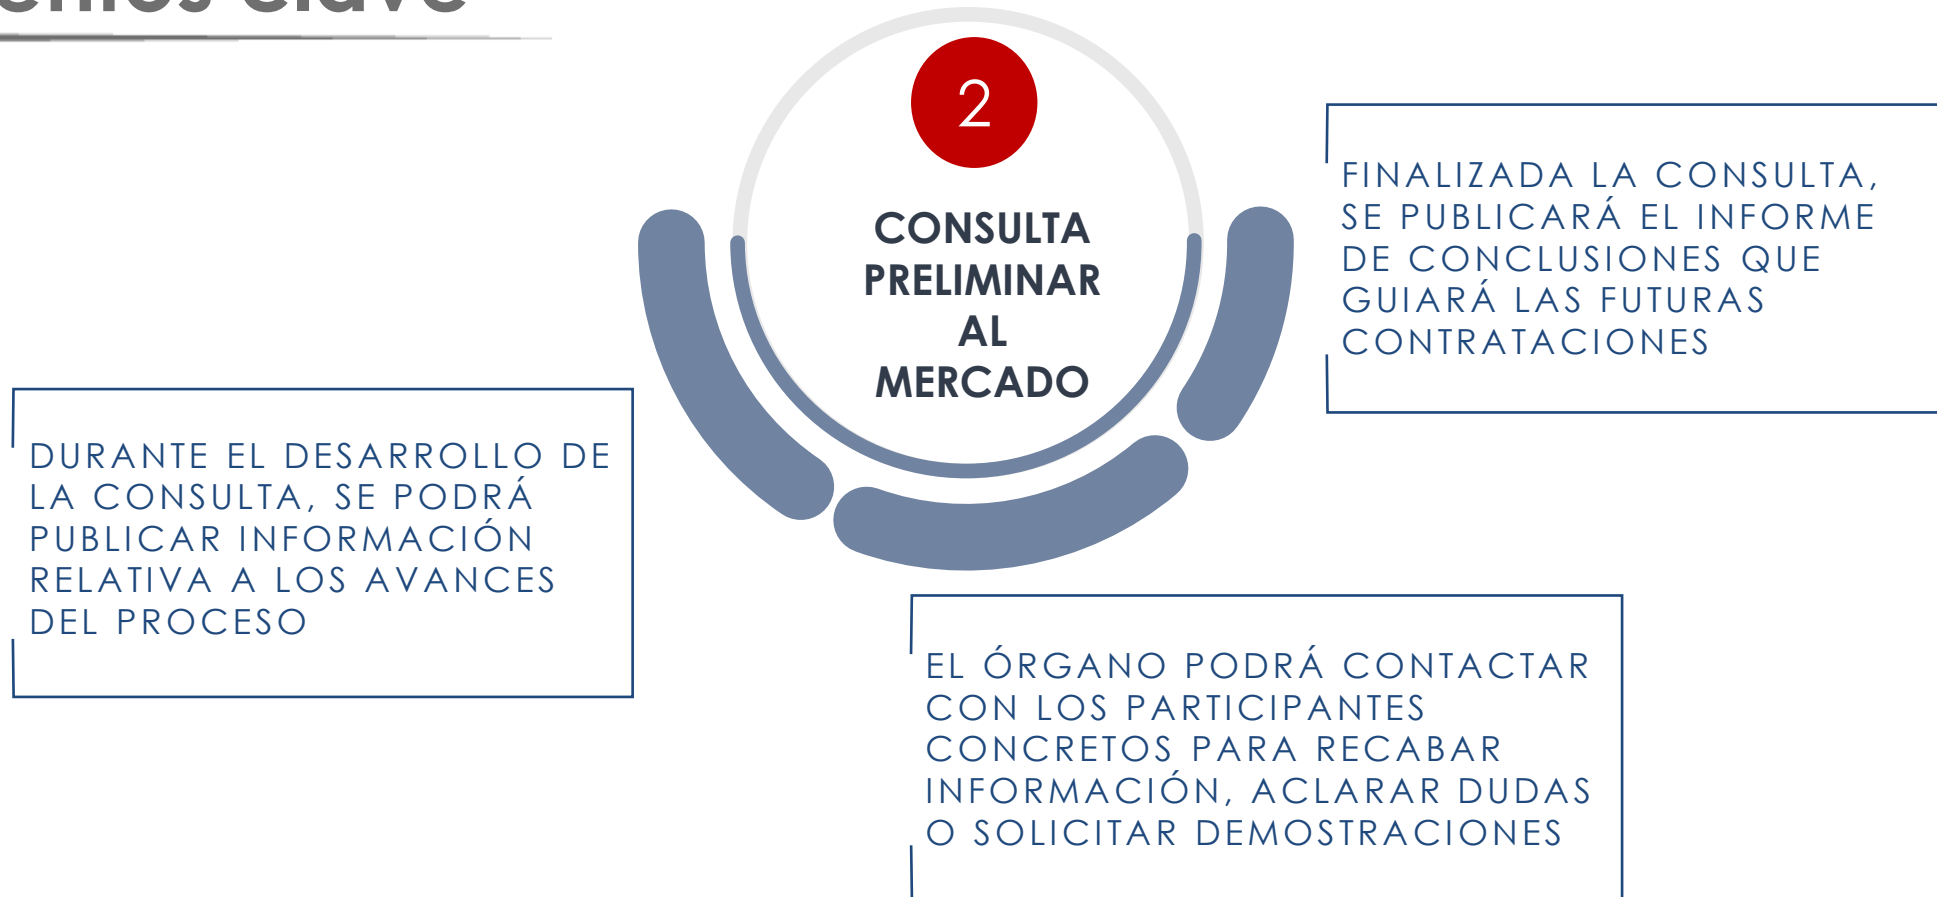 Clave
2
CONSULTA
PRELIMINAR
AL
MERCADO
DURANTE EL DESARROLLO DE
LA CONSULTA, SE PODRÁ
PUBLICAR INFORMACIÓN
RELATIVA A LOS AVANCES
DEL PROCESO
EL ÓRGANO PODRÁ CONTACTAR
CON LOS PARTICIPANTES
CONCRETOS PARA RECABAR
INFORMACIÓN, ACLARAR DUDAS
O SOLICITAR DEMOSTRACIONES
FINALIZADA LA CONSULTA,
SE PUBLICARÁ EL INFORME
DE CONCLUSIONES QUE
GUIARÁ LAS FUTURAS
CONTRATACIONES